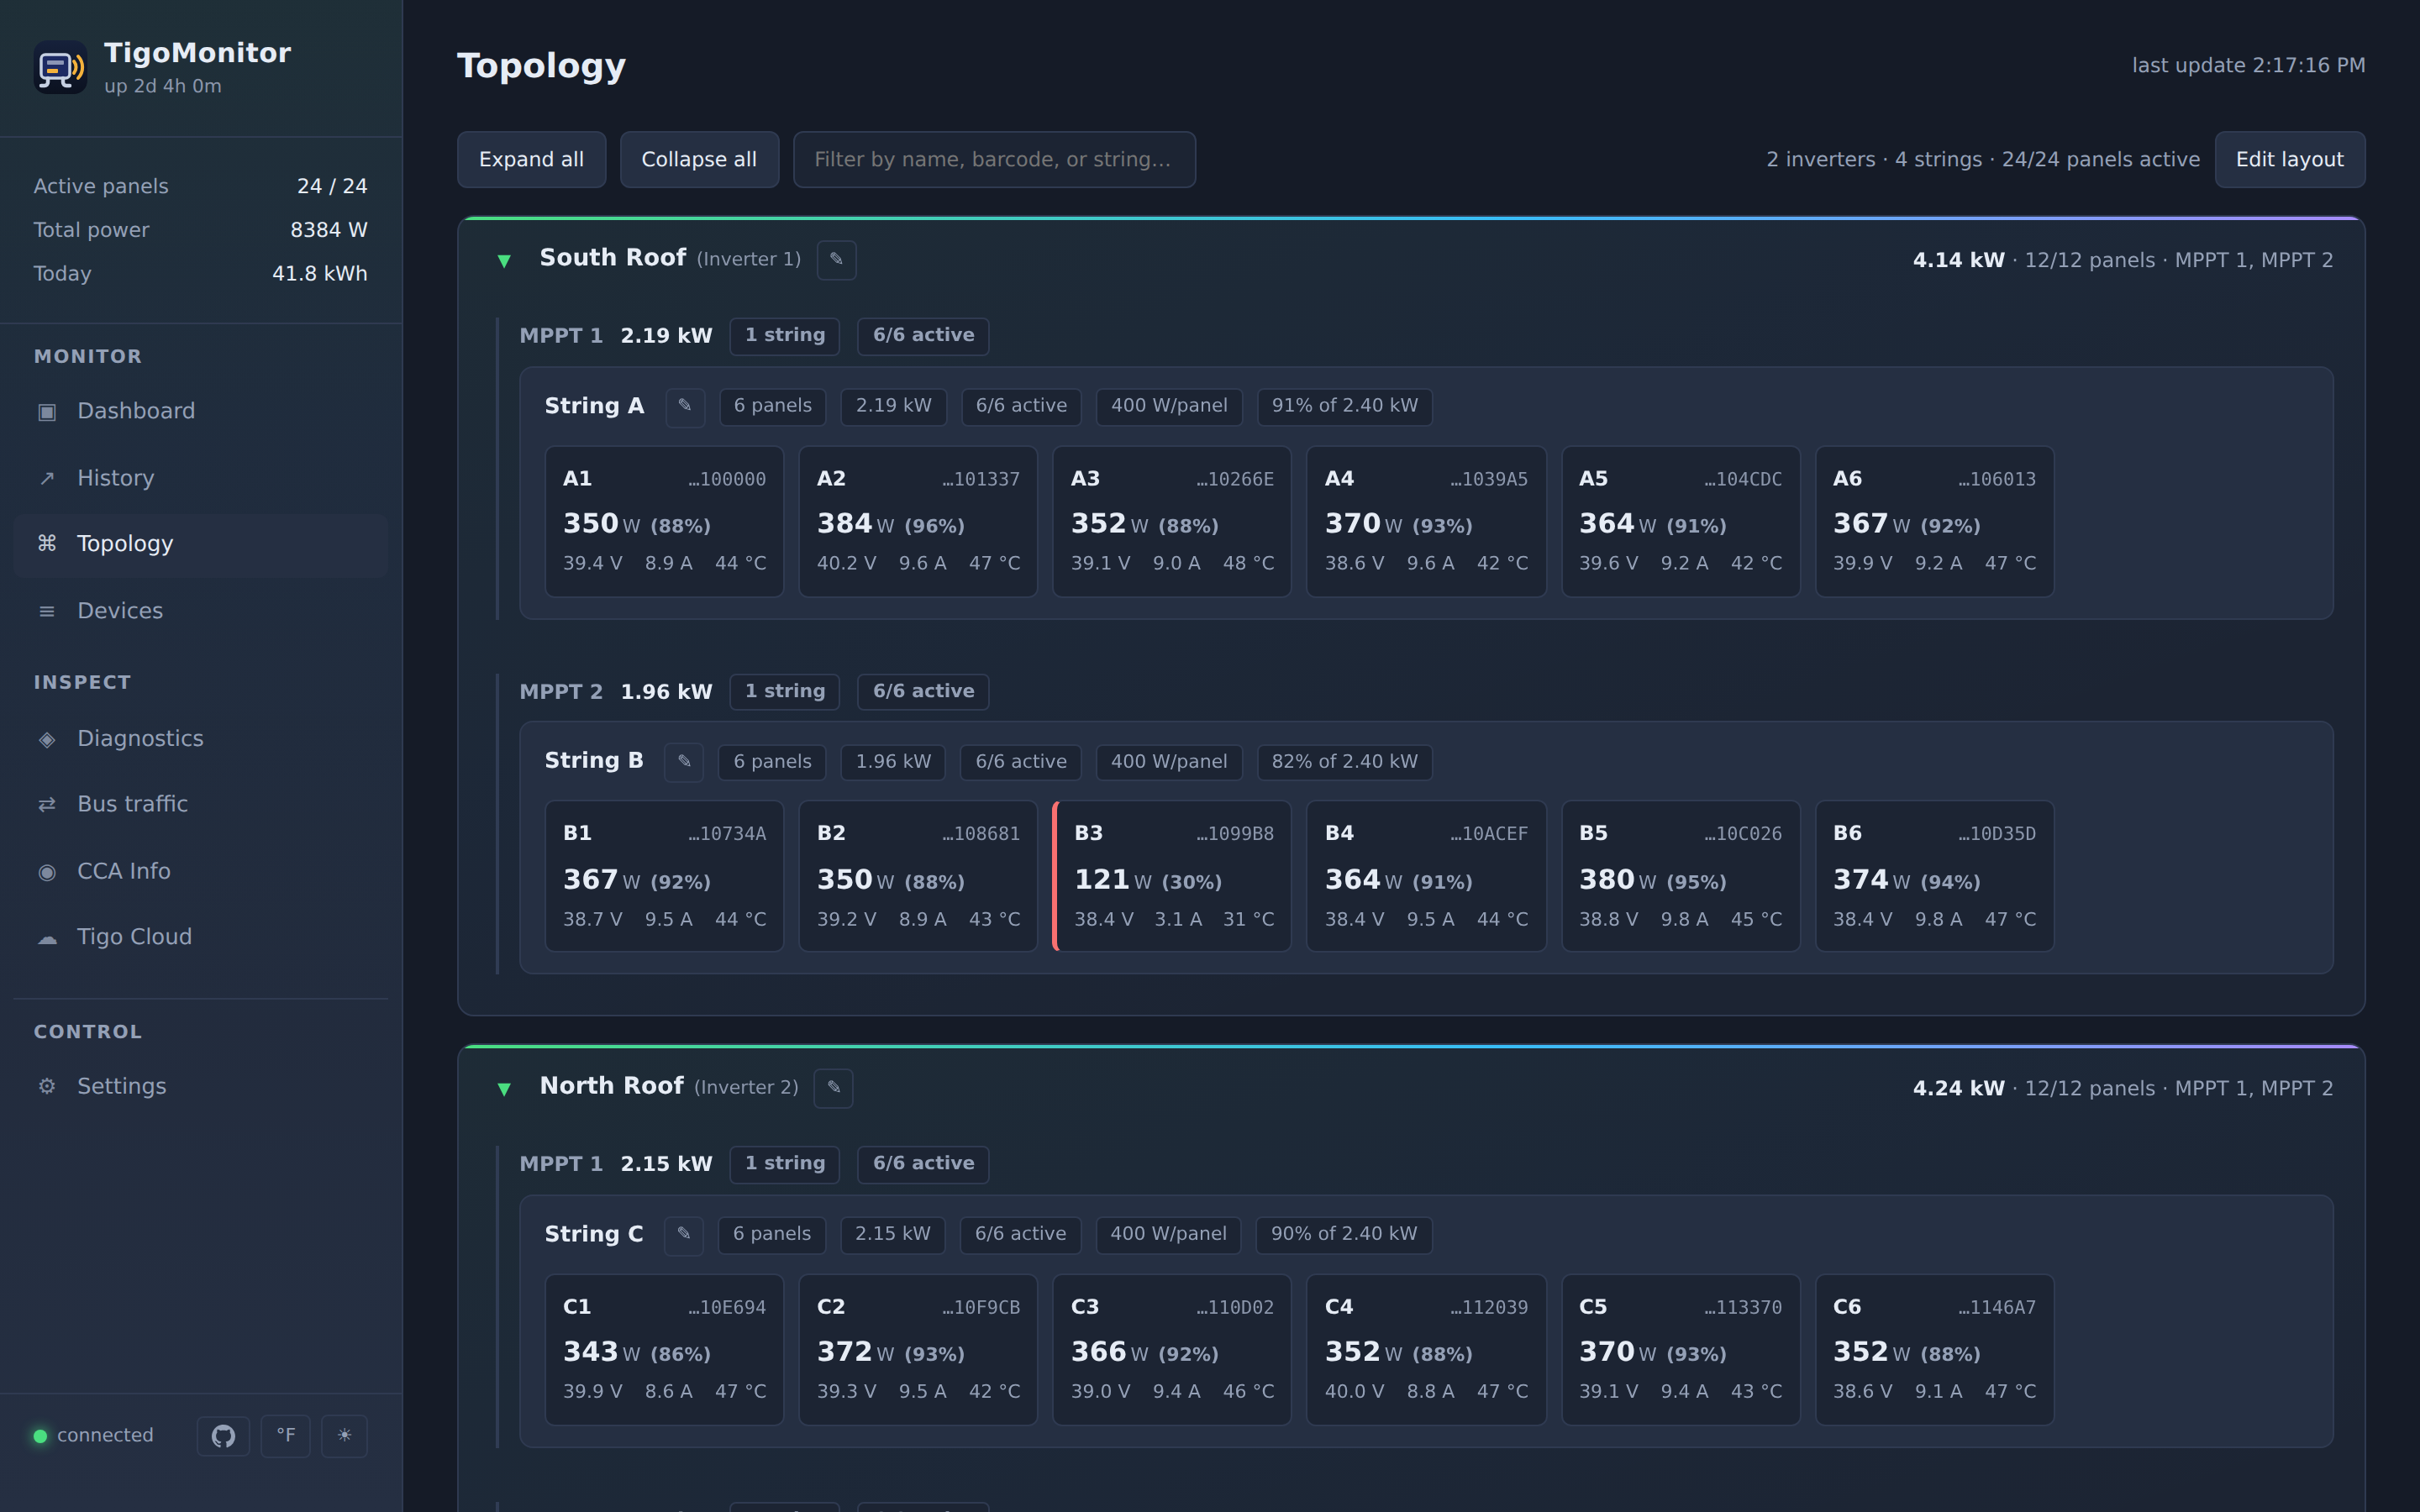 TigoMonitor
up 2d 4h 0m
Active panels 24 / 24
Total power 8384 W
Today 41.8 kWh
MONITOR
Dashboard
History
Topology
Devices
INSPECT
Diagnostics
Bus traffic
CCA Info
Tigo Cloud
CONTROL
Settings
connected °F
Topology
last update 2:17:16 PM
Expand all Collapse all Filter by name, barcode, or string… 2 inverters · 4 strings · 24/24 panels active Edit layout
▼ South Roof (Inverter 1) ✎ 4.14 kW · 12/12 panels · MPPT 1, MPPT 2
MPPT 1 2.19 kW 1 string 6/6 active
String A ✎ 6 panels 2.19 kW 6/6 active 400 W/panel 91% of 2.40 kW
A1 …100000 A2 …101337 A3 …10266E A4 …1039A5 A5 …104CDC A6 …106013
350 W (88%) 384 W (96%) 352 W (88%) 370 W (93%) 364 W (91%) 367 W (92%)
39.4 V 8.9 A 44 °C 40.2 V 9.6 A 47 °C 39.1 V 9.0 A 48 °C 38.6 V 9.6 A 42 °C 39.6 V 9.2 A 42 °C 39.9 V 9.2 A 47 °C
MPPT 2 1.96 kW 1 string 6/6 active
String B ✎ 6 panels 1.96 kW 6/6 active 400 W/panel 82% of 2.40 kW
B1 …10734A B2 …108681 B3 …1099B8 B4 …10ACEF B5 …10C026 B6 …10D35D
367 W (92%) 350 W (88%) 121 W (30%) 364 W (91%) 380 W (95%) 374 W (94%)
38.7 V 9.5 A 44 °C 39.2 V 8.9 A 43 °C 38.4 V 3.1 A 31 °C 38.4 V 9.5 A 44 °C 38.8 V 9.8 A 45 °C 38.4 V 9.8 A 47 °C
▼ North Roof (Inverter 2) ✎ 4.24 kW · 12/12 panels · MPPT 1, MPPT 2
MPPT 1 2.15 kW 1 string 6/6 active
String C ✎ 6 panels 2.15 kW 6/6 active 400 W/panel 90% of 2.40 kW
C1 …10E694 C2 …10F9CB C3 …110D02 C4 …112039 C5 …113370 C6 …1146A7
343 W (86%) 372 W (93%) 366 W (92%) 352 W (88%) 370 W (93%) 352 W (88%)
39.9 V 8.6 A 47 °C 39.3 V 9.5 A 42 °C 39.0 V 9.4 A 46 °C 40.0 V 8.8 A 47 °C 39.1 V 9.4 A 43 °C 38.6 V 9.1 A 47 °C